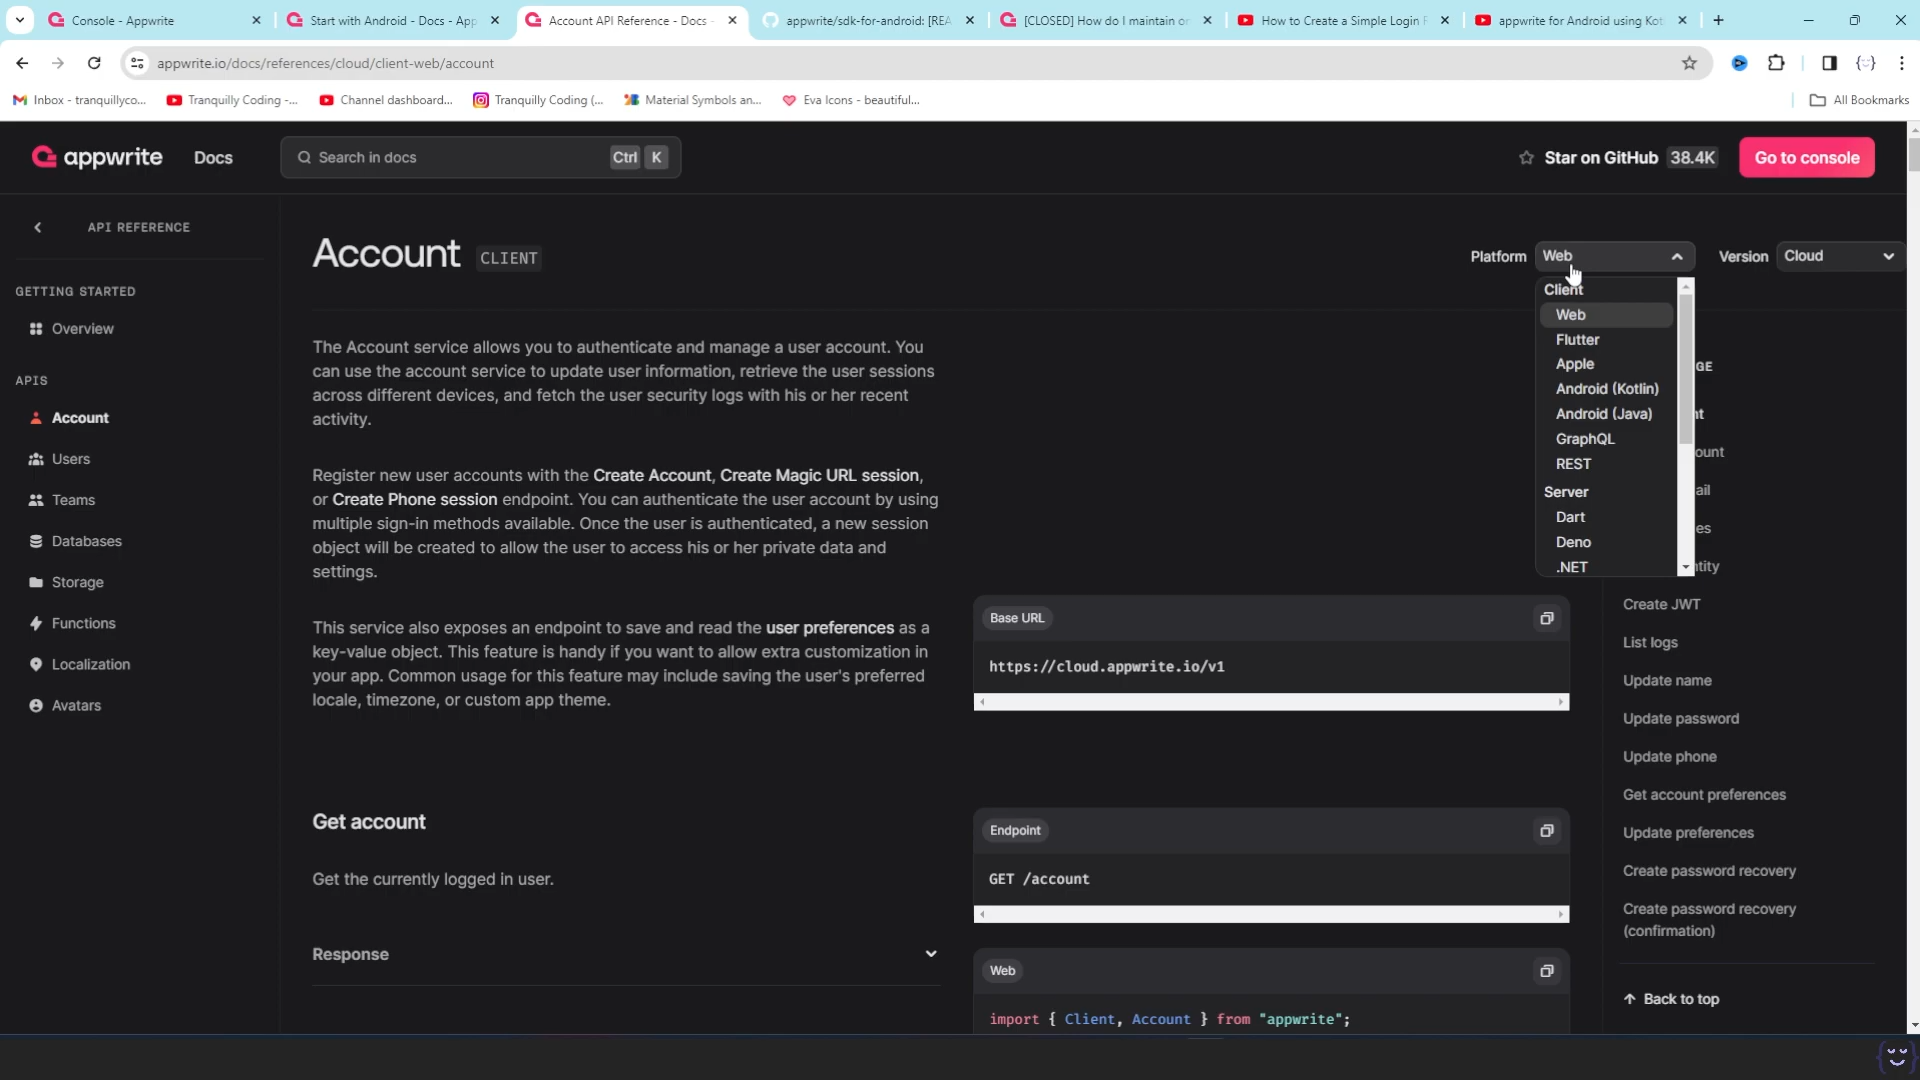 Console - Appwrite
Start with Android - Docs - App
Account API Reference - Docs -
appwrite/sdk-for-android: [REA
[CLOSED] How do I maintain or
How to Create a Simple Login F
appwrite for Android using Kot
appwrite.io/docs/references/cloud/client-web/account
Inbox - tranquillyco...
Tranquilly Coding -...
Channel dashboard...
Tranquilly Coding (...
Material Symbols an...
Eva Icons - beautiful...
All Bookmarks
appwrite
Docs
Search in docs
Ctrl
K
Star on GitHub
38.4K
Go to console
API REFERENCE
Account
CLIENT
Platform
Web
Version
Cloud
GETTING STARTED
Overview
APIS
Account
Users
Teams
Databases
Storage
Functions
Localization
Avatars
The Account service allows you to authenticate and manage a user account. You
can use the account service to update user information, retrieve the user sessions
across different devices, and fetch the user security logs with his or her recent
activity.
Register new user accounts with the Create Account, Create Magic URL session,
or Create Phone session endpoint. You can authenticate the user account by using
multiple sign-in methods available. Once the user is authenticated, a new session
object will be created to allow the user to access his or her private data and
settings.
This service also exposes an endpoint to save and read the user preferences as a
key-value object. This feature is handy if you want to allow extra customization in
your app. Common usage for this feature may include saving the user's preferred
locale, timezone, or custom app theme.
Get account
Get the currently logged in user.
Response
Client
Web
Flutter
Apple
Android (Kotlin)
Android (Java)
GraphQL
REST
Server
Dart
Deno
.NET
Base URL
https://cloud.appwrite.io/v1
Endpoint
GET /account
Web
import { Client, Account } from "appwrite";
GE
nt
ount
ail
es
ntity
Create JWT
List logs
Update name
Update password
Update phone
Get account preferences
Update preferences
Create password recovery
Create password recovery
(confirmation)
Back to top